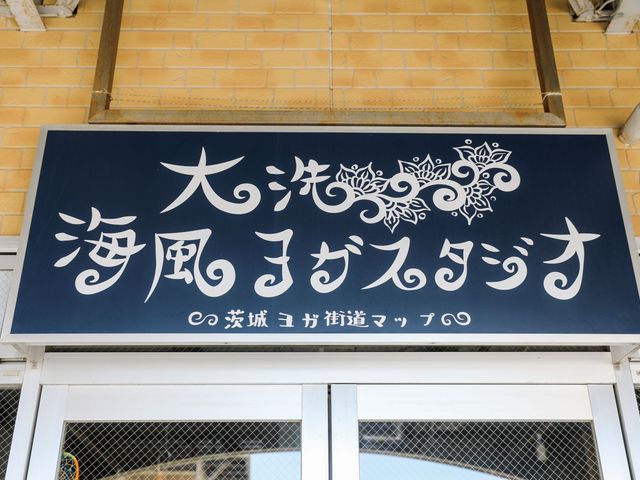 大洗
海風ヨガスタジオ
茨城ヨガ街道マップ